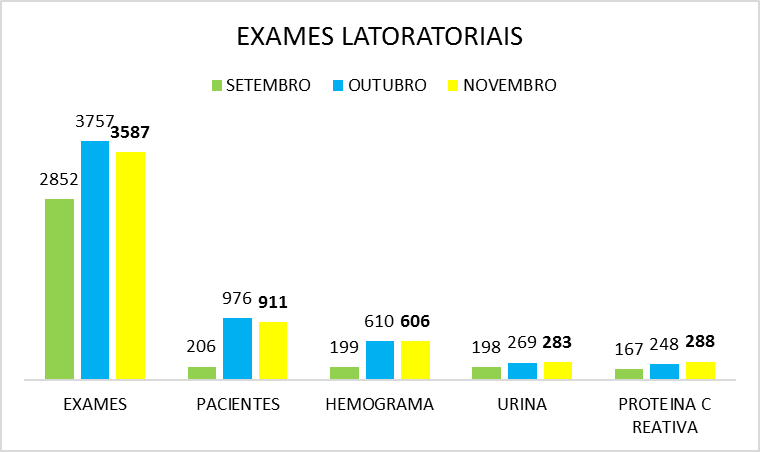 EXAMES LATORATORIAIS
SETEMBRO OUTUBRO NOVEMBRO
2852 3757 3587
206 976 911
199 610 606
198 269 283
167 248 288
EXAMES PACIENTES HEMOGRAMA URINA PROTEINA C
REATIVA